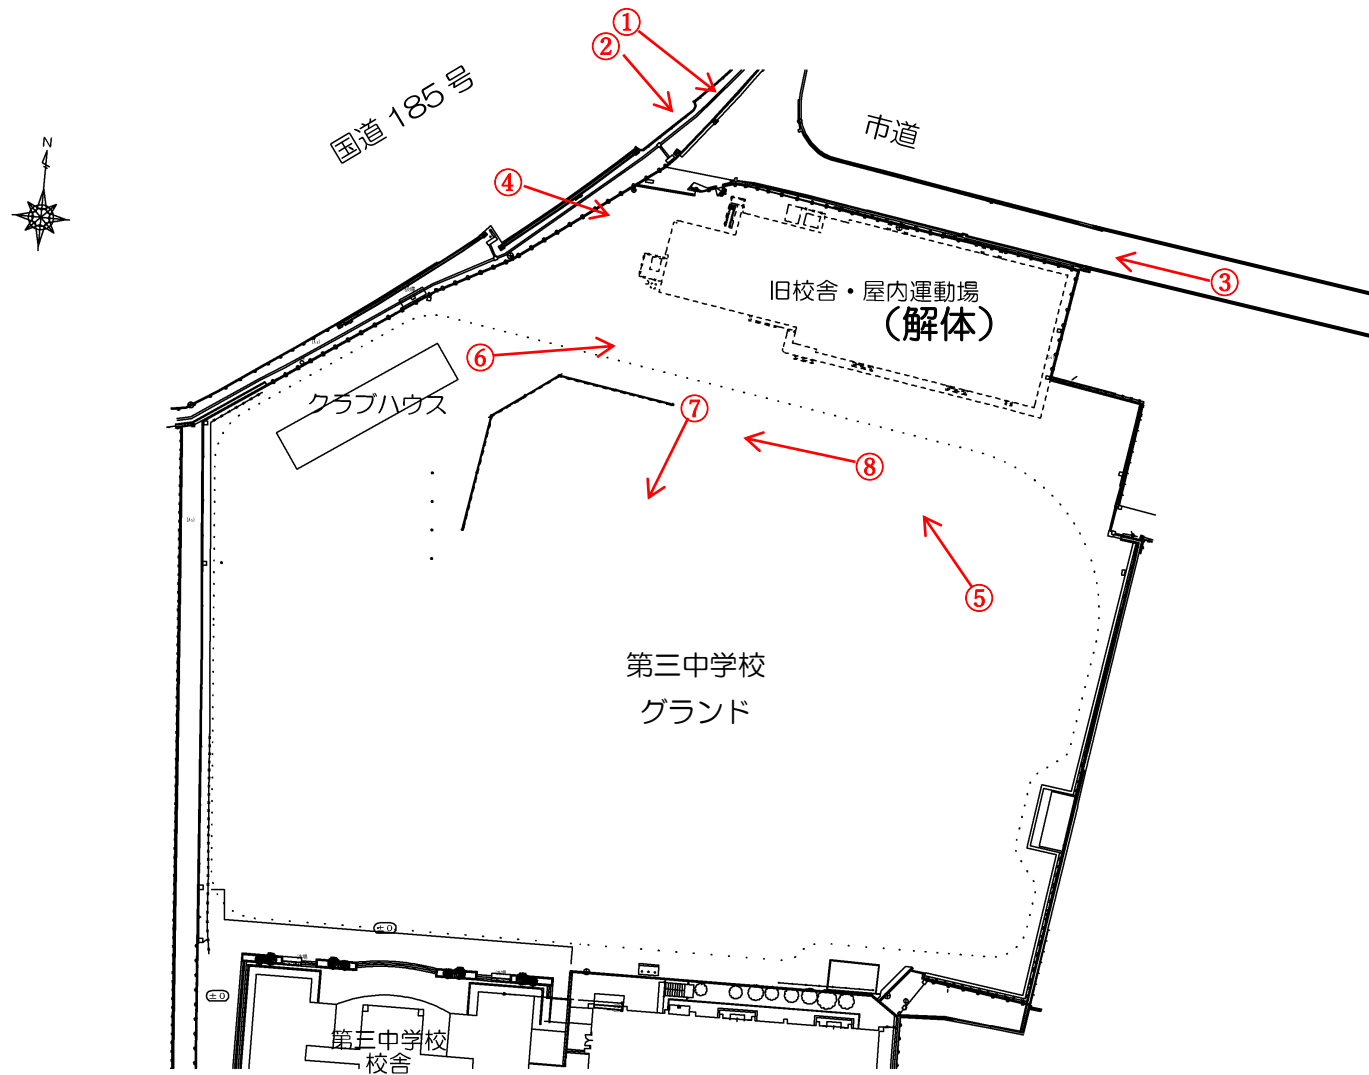 ①
②
国道 185 号
市道
N
④
③
旧校舎・屋内運動場
(解体)
⑥
クラブハウス
⑦
⑧
⑤
第三中学校
グランド
±0
±0
第三中学校
校舎